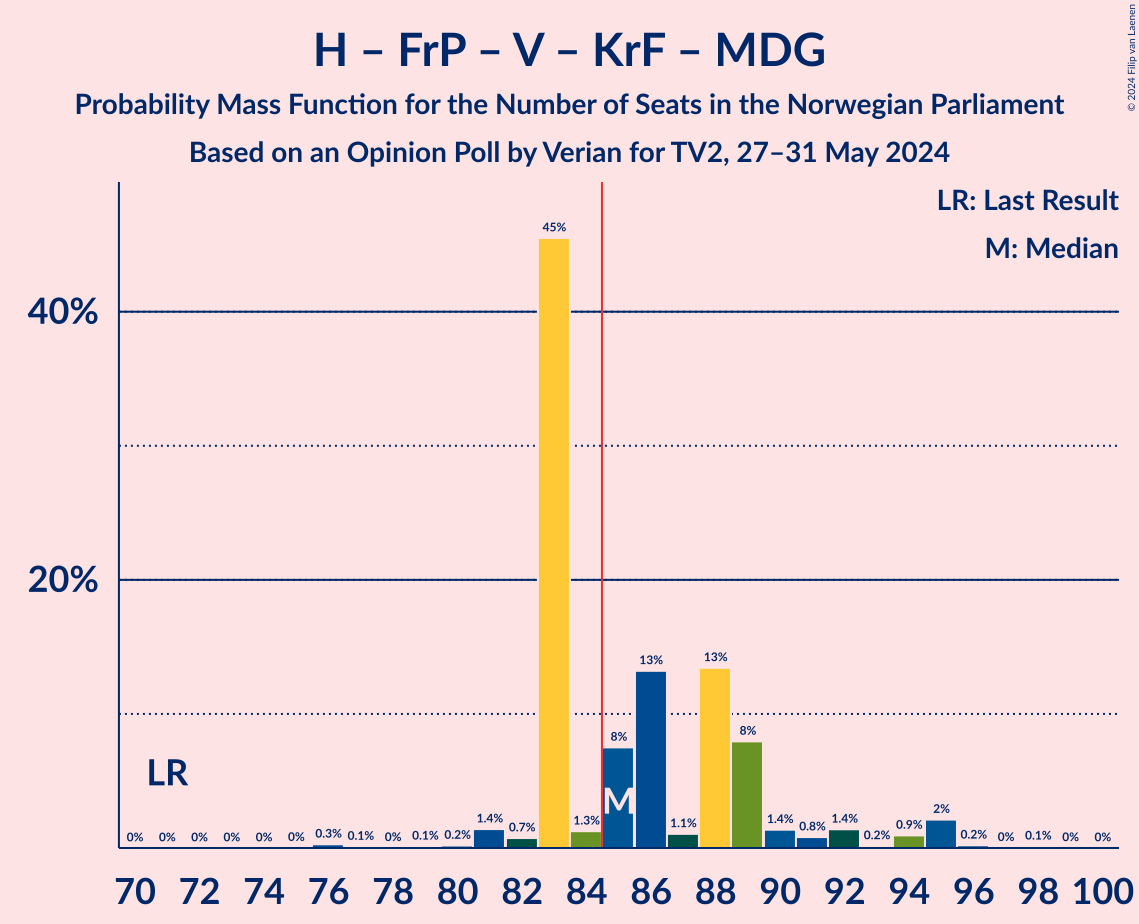 H – FrP – V – KrF – MDG
Probability Mass Function for the Number of Seats in the Norwegian Parliament
Based on an Opinion Poll by Verian for TV2, 27–31 May 2024
© 2024 Filip van Laenen
LR: Last Result
M: Median
40%
20%
LR
M
0% 0% 0% 0% 0% 0% 0.3% 0.1% 0% 0.1% 0.2% 1.4% 0.7% 45% 1.3% 8% 13% 1.1% 13% 8% 1.4% 0.8% 1.4% 0.2% 0.9% 2% 0.2% 0% 0.1% 0% 0%
70 72 74 76 78 80 82 84 86 88 90 92 94 96 98 100